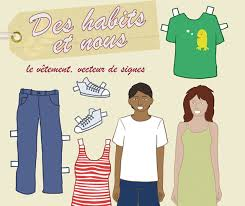 Des habits
et nous
le vêtement, vecteur de signes